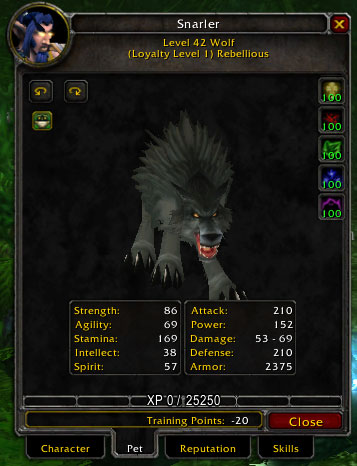 Snarler
Level 42 Wolf
(Loyalty Level 1) Rebellious
100
100
100
100
100
Strength: 86
Agility: 69
Stamina: 169
Intellect: 38
Spirit: 57
Attack: 210
Power: 152
Damage: 53 - 69
Defense: 210
Armor: 2375
XP 0 / 25250
Training Points: -20
Close
Character
Pet
Reputation
Skills